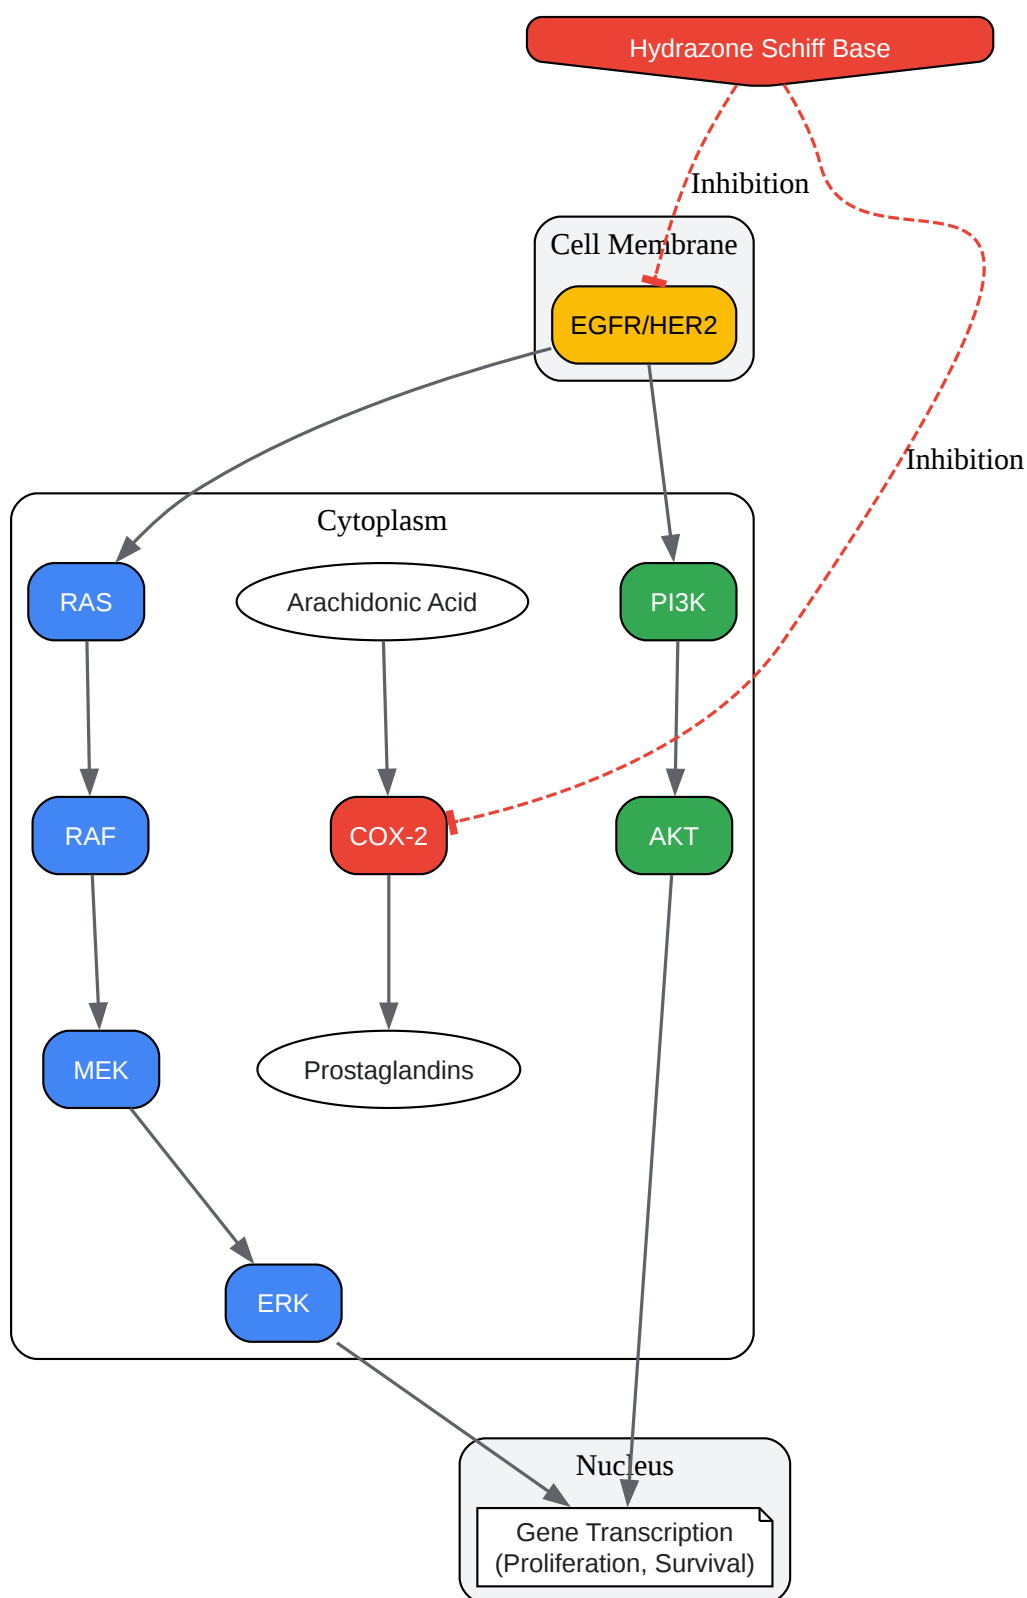 Hydrazone Schiff Base
Inhibition
Cell Membrane
EGFR/HER2
Inhibition
Cytoplasm
RAS
Arachidonic Acid
PI3K
RAF
COX-2
AKT
MEK
Prostaglandins
ERK
Nucleus
Gene Transcription
(Proliferation, Survival)